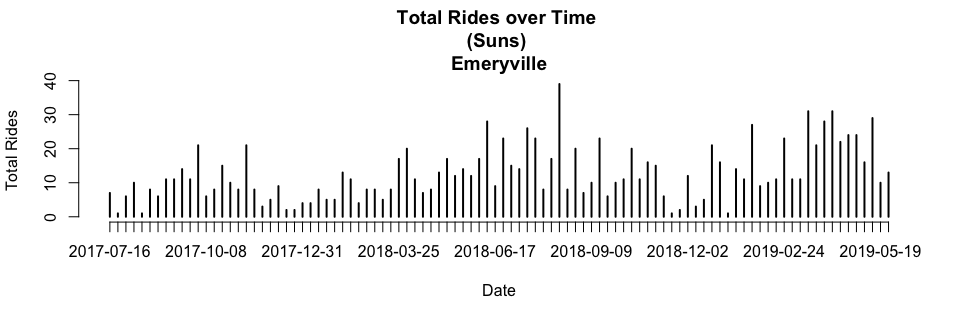 Total Rides over Time
(Suns)
Emeryville
Total Rides
40
30
20
10
0
2017-07-16 2017-10-08 2017-12-31 2018-03-25 2018-06-17 2018-09-09 2018-12-02 2019-02-24 2019-05-19
Date